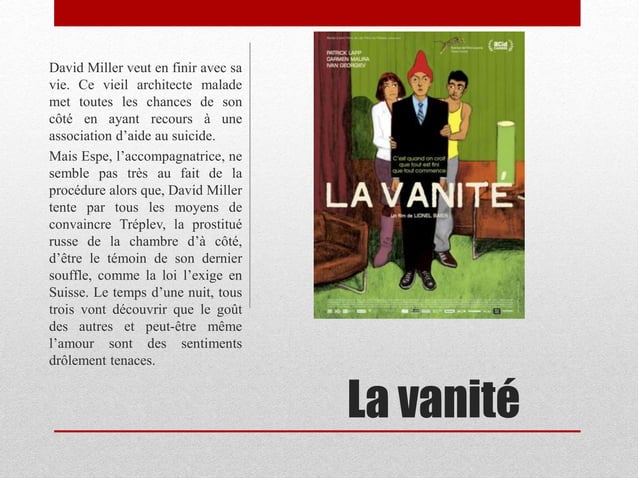 David Miller veut en finir avec sa
vie. Ce vieil architecte malade
met toutes les chances de son
côté en ayant recours à une
association d’aide au suicide.
Mais Espe, l’accompagnatrice, ne
semble pas très au fait de la
procédure alors que, David Miller
tente par tous les moyens de
convaincre Tréplev, la prostitué
russe de la chambre d’à côté,
d’être le témoin de son dernier
souffle, comme la loi l’exige en
Suisse. Le temps d’une nuit, tous
trois vont découvrir que le goût
des autres et peut-être même
l’amour sont des sentiments
drôlement tenaces.
PATRICK LAPP
CARMEN MAURA
IVAN GEORGIEV
ACid
CANNES
C'est quand on croit
que tout est fini
que tout commence
LA VANITÉ
un film de LIONEL BAIER
La vanité